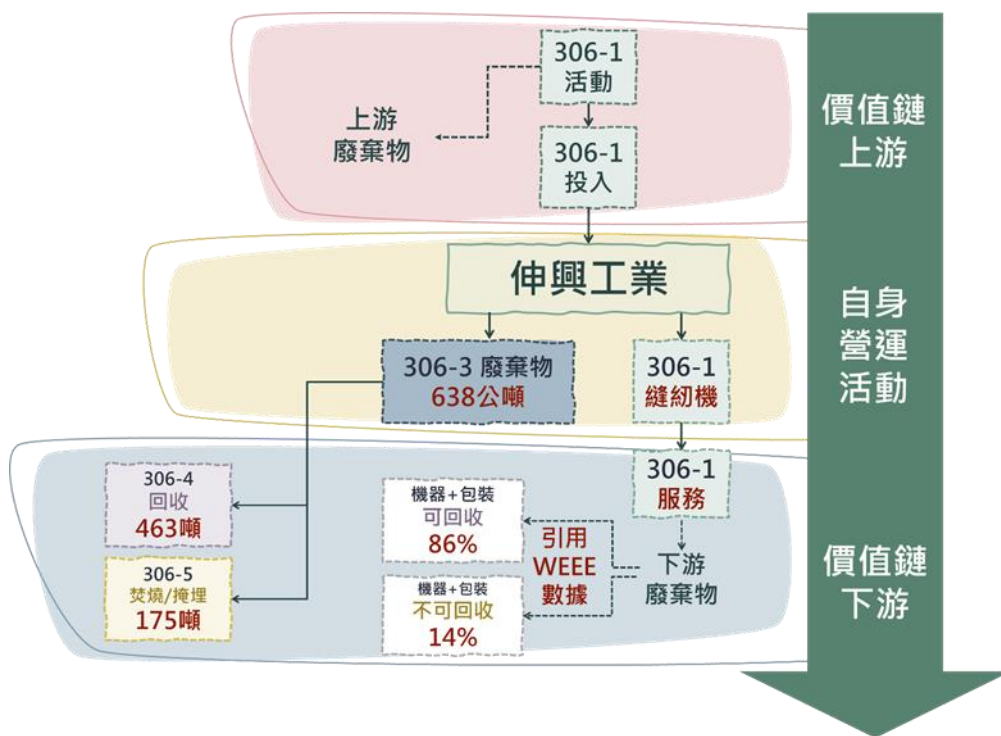 306-1
活動
上游
廢棄物
306-1
投入
價值鏈
上游
伸興工業
306-3 廢棄物
638公噸
306-1
縫紉機
自身
營運
活動
306-4
回收
463噸
306-5
焚燒/掩埋
175噸
機器+包裝
可回收
86%
機器+包裝
不可回收
14%
引用
WEEE
數據
306-1
服務
下游
廢棄物
價值鏈
下游